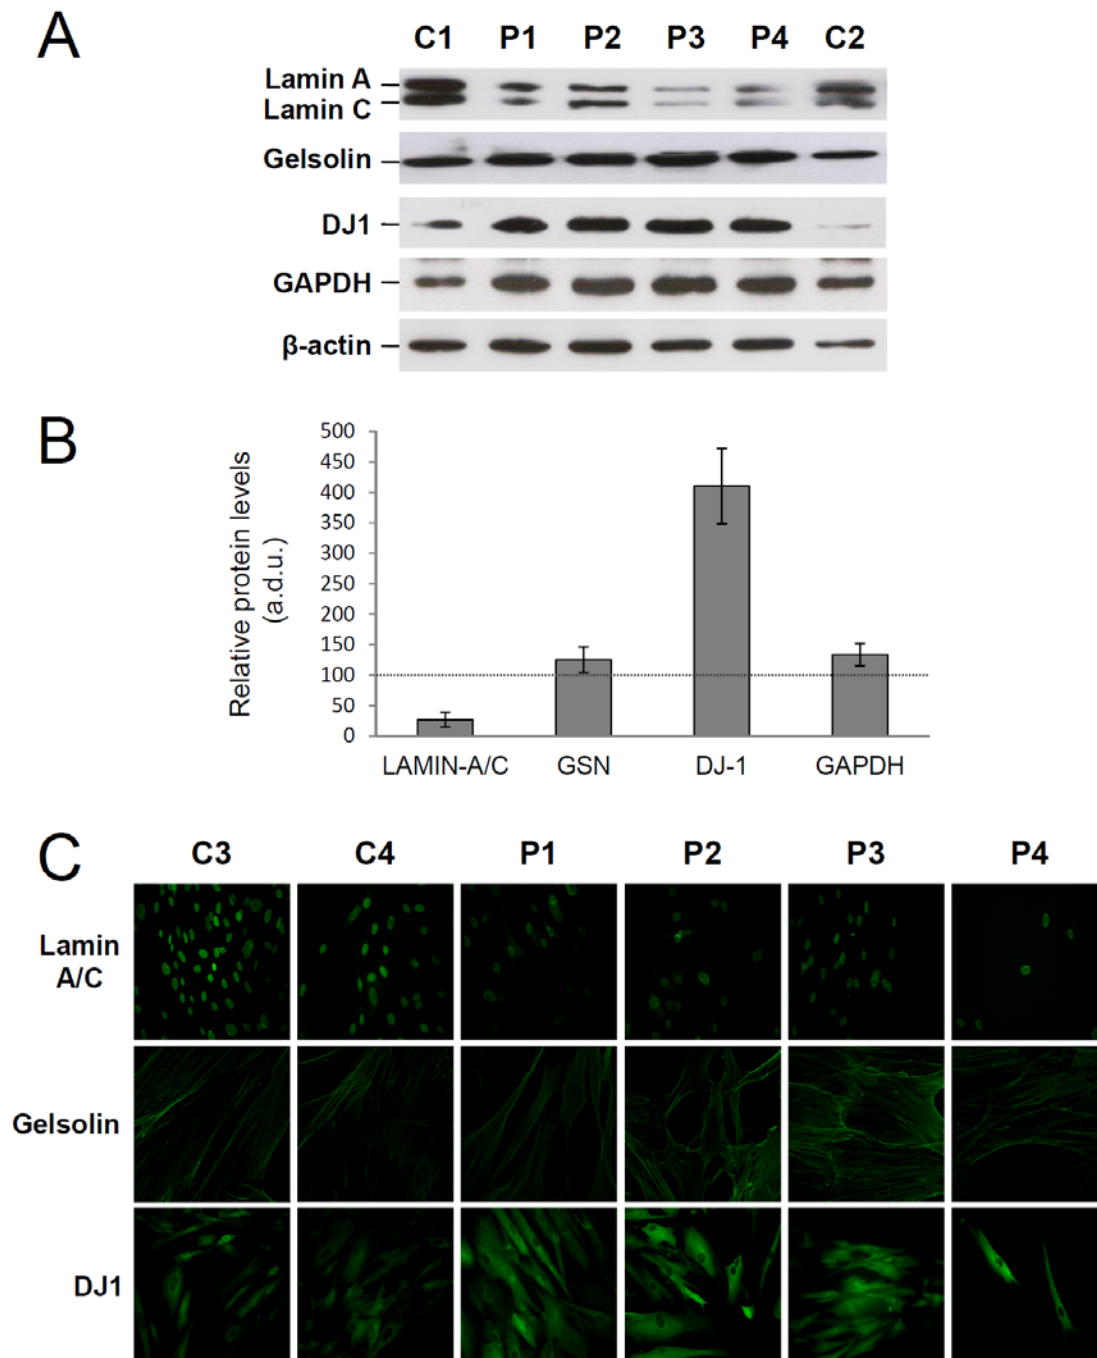 A
C1 P1 P2 P3 P4 C2
Lamin A
Lamin C
Gelsolin
DJ1
GAPDH
β-actin
B
Relative protein levels
(a.d.u.)
500
450
400
350
300
250
200
150
100
50
0
LAMIN-A/C GSN DJ-1 GAPDH
C
C3 C4 P1 P2 P3 P4
Lamin
A/C
Gelsolin
DJ1